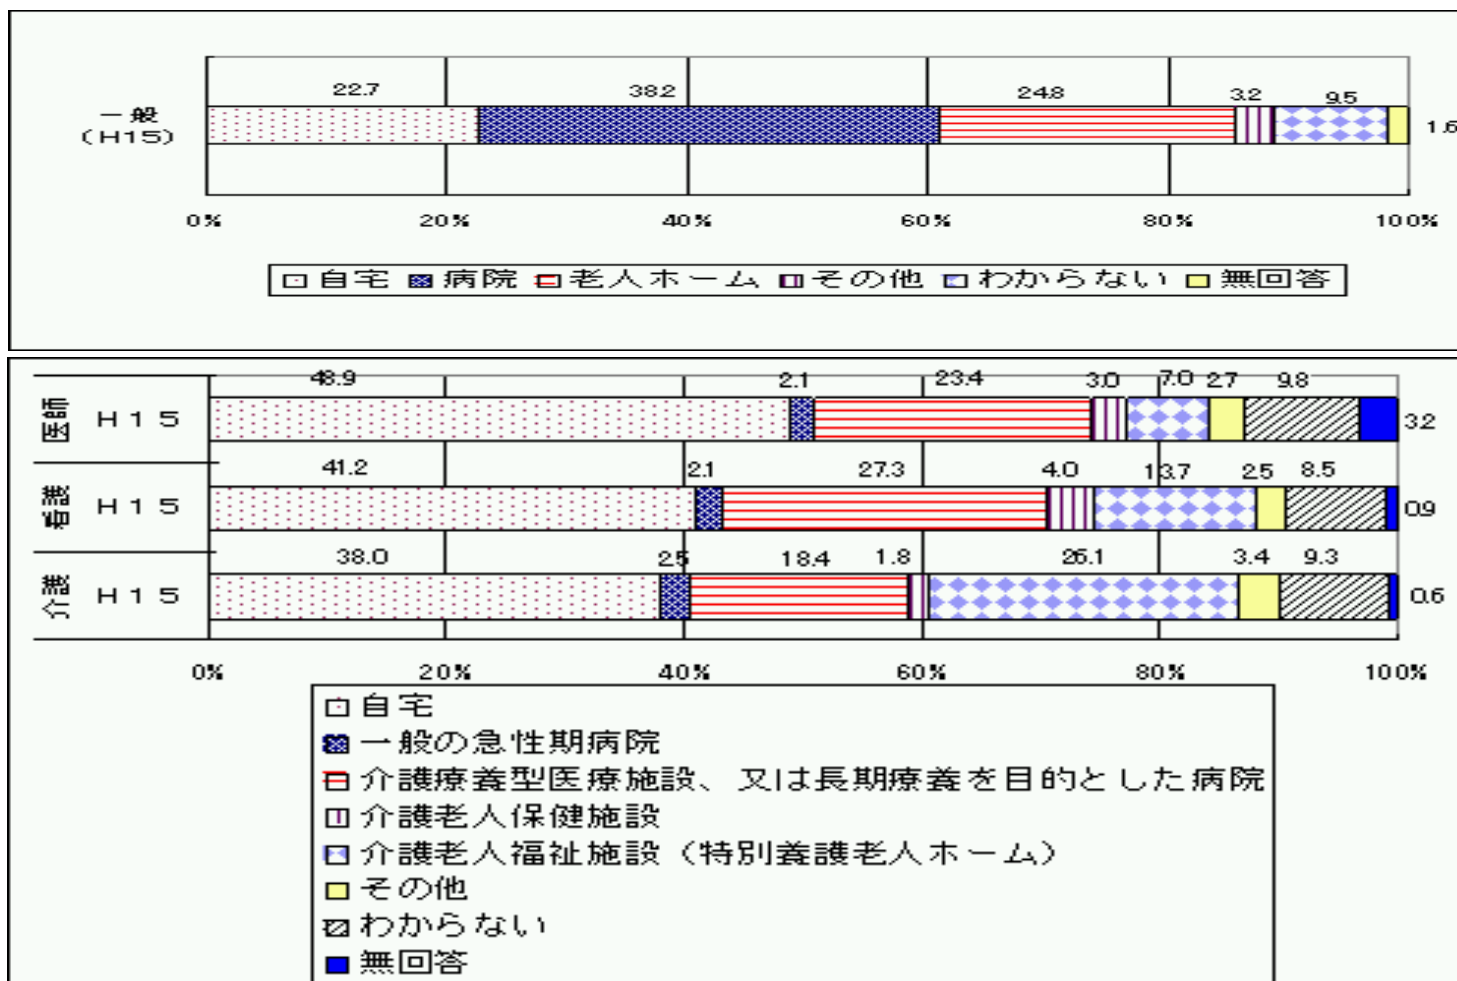 22.7 38.2 24.8 3.2 9.5
一般
(H15)
1.6
0% 20% 40% 60% 80% 100%
自宅 病院 老人ホーム その他 わからない 無回答
48.9 2.1 23.4 3.0 7.0 2.7 9.8
医師 H15 3.2
41.2 2.1 27.3 4.0 13.7 2.5 8.5
看護 H15 0.9
38.0 2.5 18.4 1.8 26.1 3.4 9.3
介護 H15 0.6
0% 20% 40% 60% 80% 100%
自宅
一般の急性期病院
介護療養型医療施設、又は長期療養を目的とした病院
介護老人保健施設
介護老人福祉施設（特別養護老人ホーム）
その他
わからない
無回答